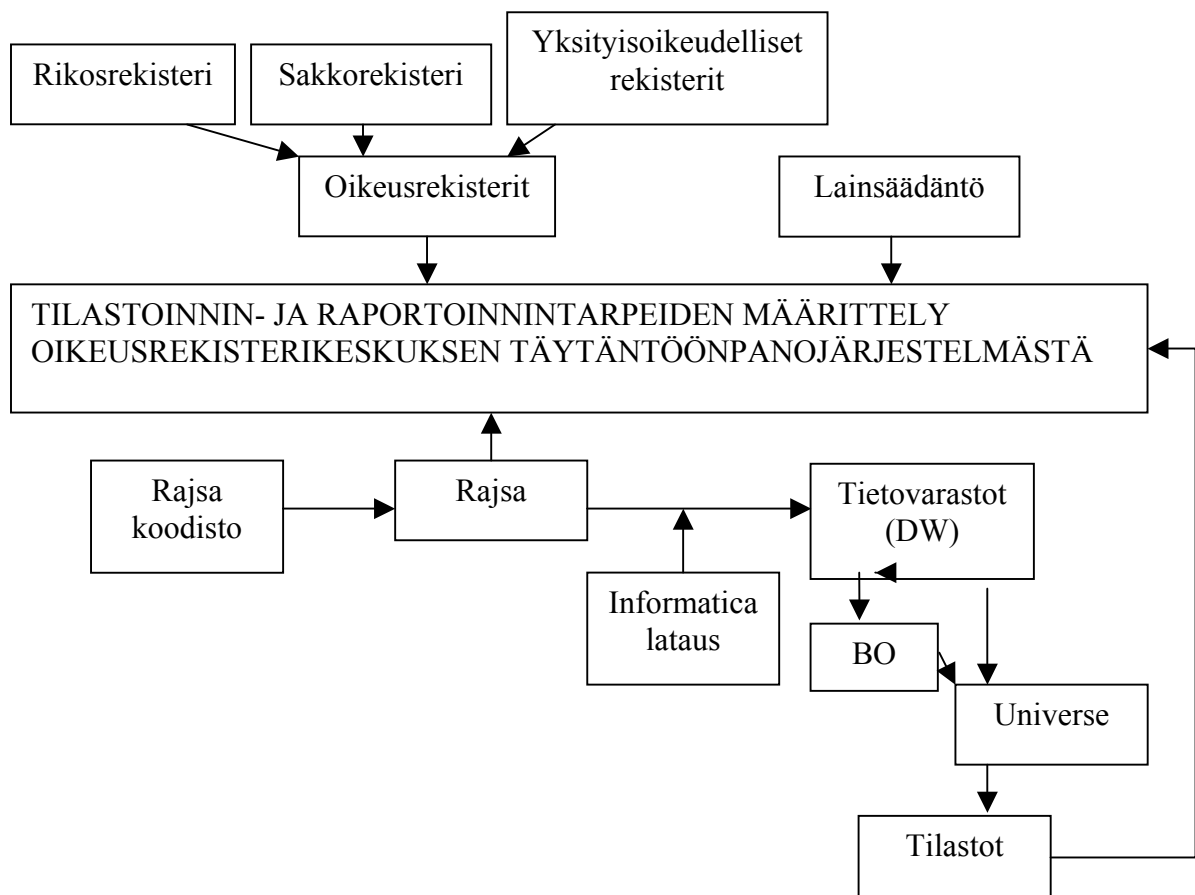 Rikosrekisteri
Sakkorekisteri
Yksityisoikeudelliset
rekisterit
Oikeusrekisterit
Lainsäädäntö
TILASTOINNIN- JA RAPORTOINNINTARPEIDEN MÄÄRITTELY
OIKEUSREKISTERIKESKUKSEN TÄYTÄNTÖÖNPANOJÄRJESTELMÄSTÄ
Rajsa
koodisto
Rajsa
Tietovarastot
(DW)
Informatica
lataus
BO
Universe
Tilastot